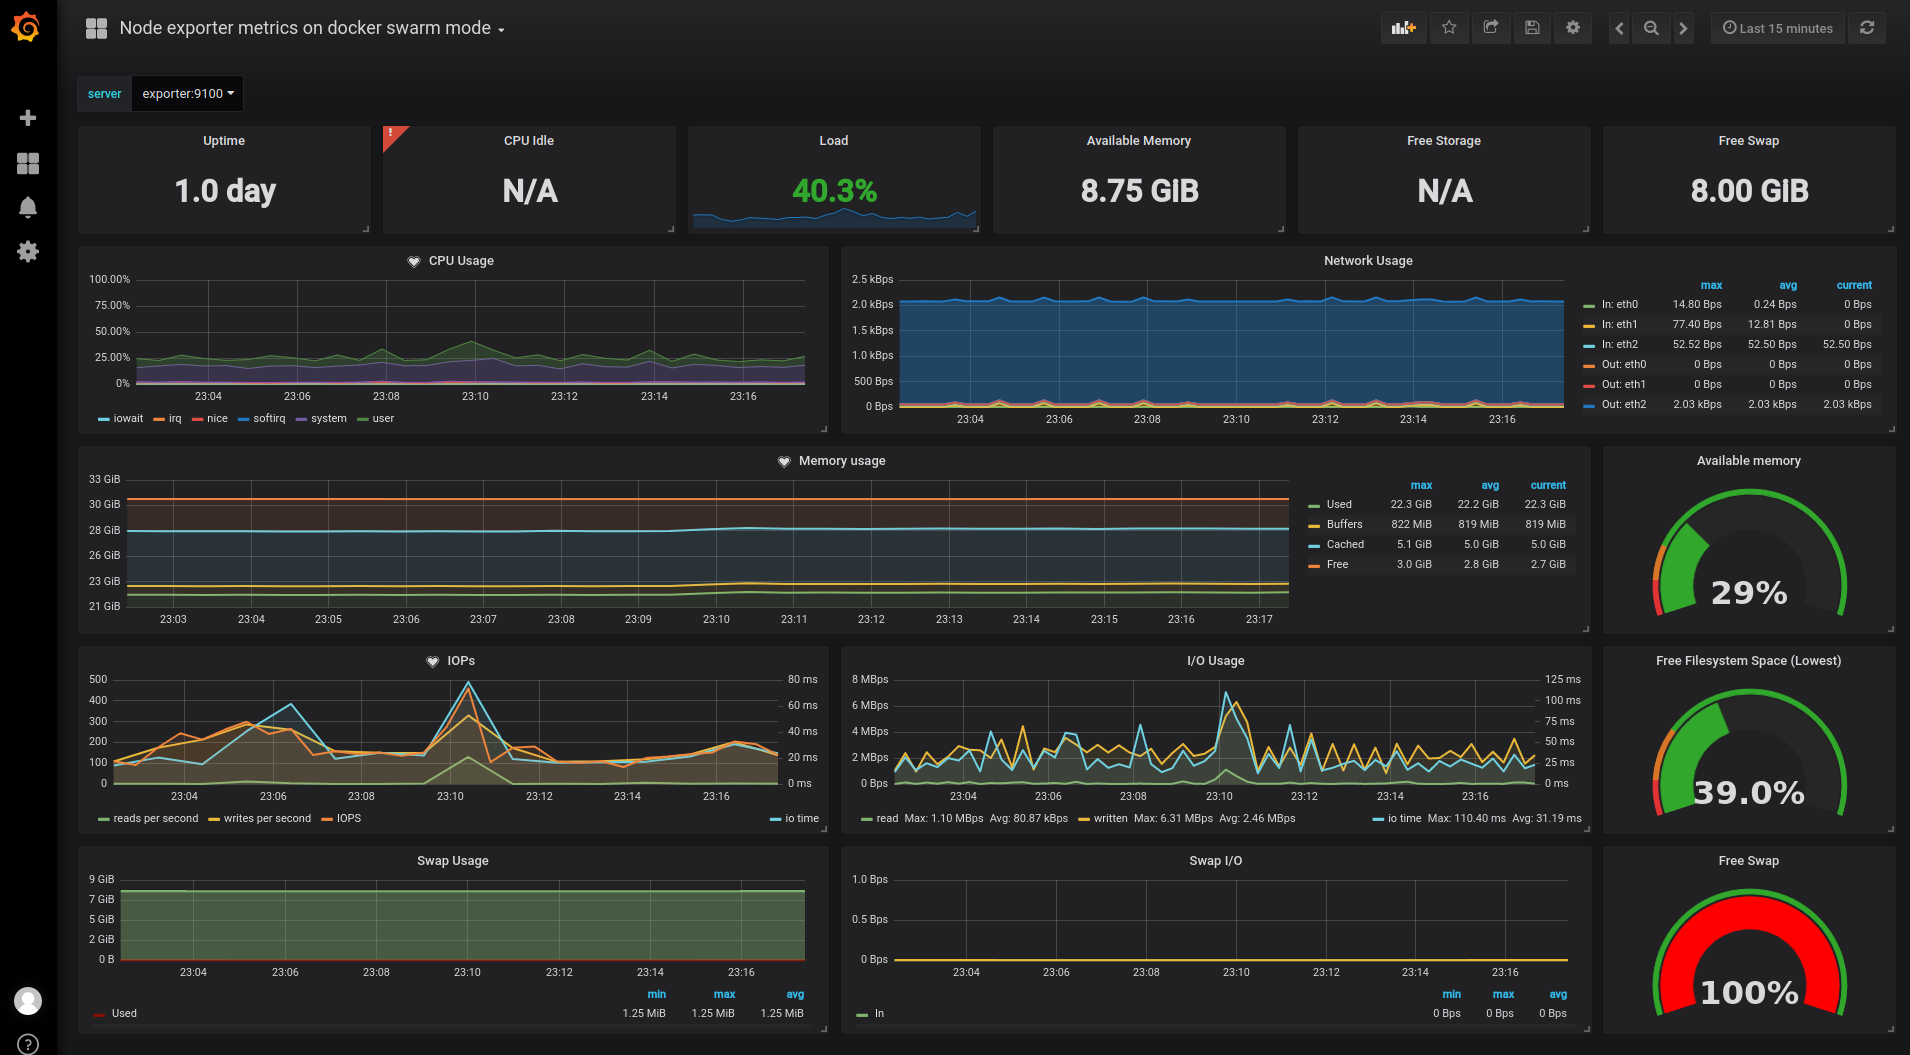 Node exporter metrics on docker swarm mode
Last 15 minutes
server exporter:9100
Uptime
1.0 day
!
CPU Idle
N/A
Load
40.3%
Available Memory
8.75 GiB
Free Storage
N/A
Free Swap
8.00 GiB
CPU Usage
100.00%
75.00%
50.00%
25.00%
0%
23:04 23:06 23:08 23:10 23:12 23:14 23:16
iowait irq nice softirq system user
Network Usage
2.5 kBps
2.0 kBps
1.5 kBps
1.0 kBps
500 Bps
0 Bps
23:04 23:06 23:08 23:10 23:12 23:14 23:16
max avg current
In: eth0 14.80 Bps 0.24 Bps 0 Bps
In: eth1 77.40 Bps 12.81 Bps 0 Bps
In: eth2 52.52 Bps 52.50 Bps 52.50 Bps
Out: eth0 0 Bps 0 Bps 0 Bps
Out: eth1 0 Bps 0 Bps 0 Bps
Out: eth2 2.03 kBps 2.03 kBps 2.03 kBps
Memory usage
33 GiB
30 GiB
28 GiB
26 GiB
23 GiB
21 GiB
23:03 23:04 23:05 23:06 23:07 23:08 23:09 23:10 23:11 23:12 23:13 23:14 23:15 23:16 23:17
max avg current
Used 22.3 GiB 22.2 GiB 22.3 GiB
Buffers 822 MiB 819 MiB 819 MiB
Cached 5.1 GiB 5.0 GiB 5.0 GiB
Free 3.0 GiB 2.8 GiB 2.7 GiB
Available memory
29%
IOPs
500
400
300
200
100
0
80 ms
60 ms
40 ms
20 ms
0 ms
23:04 23:06 23:08 23:10 23:12 23:14 23:16
reads per second writes per second IOPS io time
I/O Usage
8 MBps
6 MBps
4 MBps
2 MBps
0 Bps
125 ms
100 ms
75 ms
50 ms
25 ms
0 ms
23:04 23:06 23:08 23:10 23:12 23:14 23:16
read Max: 1.10 MBps Avg: 80.87 kBps written Max: 6.31 MBps Avg: 2.46 MBps io time Max: 110.40 ms Avg: 31.19 ms
Free Filesystem Space (Lowest)
39.0%
Swap Usage
9 GiB
7 GiB
5 GiB
2 GiB
0 B
23:04 23:06 23:08 23:10 23:12 23:14 23:16
min max avg
Used 1.25 MiB 1.25 MiB 1.25 MiB
Swap I/O
1.0 Bps
0.5 Bps
0 Bps
23:04 23:06 23:08 23:10 23:12 23:14 23:16
min max avg
In 0 Bps 0 Bps 0 Bps
Free Swap
100%
?